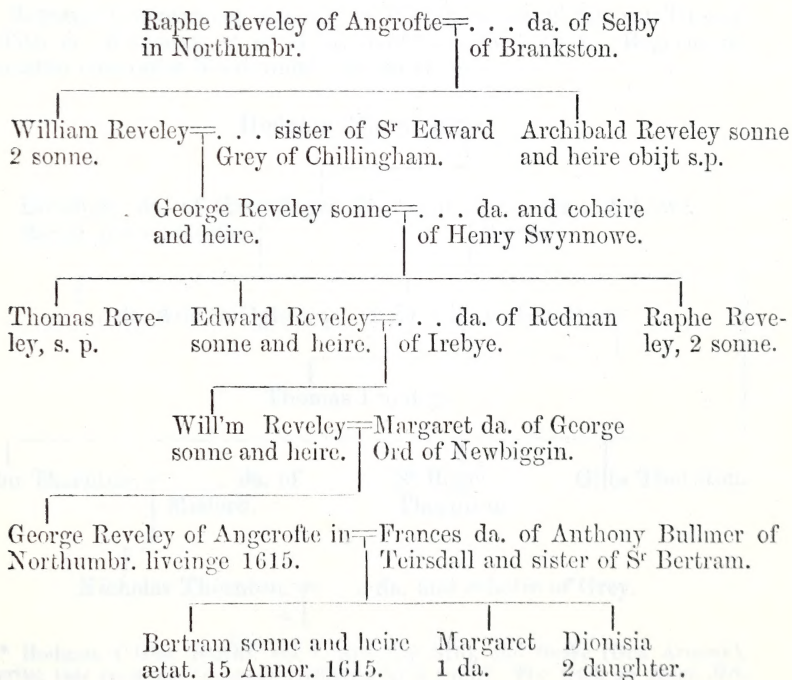 Raphe Reveley of Angrofte=. . . da. of Selby
in Northumbr. of Brankston.
William Reveley=. . . sister of Sʳ Edward Archibald Reveley sonne
2 sonne. Grey of Chillingham. and heire obijt s.p.
George Reveley sonne=. . . da. and coheire
and heire. of Henry Swynnowe.
Thomas Reve- Edward Reveley=. . . da. of Redman Raphe Reve-
ley, s. p. sonne and heire. of Irebye. ley, 2 sonne.
Will'm Reveley=Margaret da. of George
sonne and heire. Ord of Newbiggin.
George Reveley of Angcrofte in=Frances da. of Anthony Bullmer of
Northumbr. liveinge 1615. Teirsdall and sister of Sʳ Bertram.
Bertram sonne and heire Margaret Dionisia
ætat. 15 Annor. 1615. 1 da. 2 daughter.